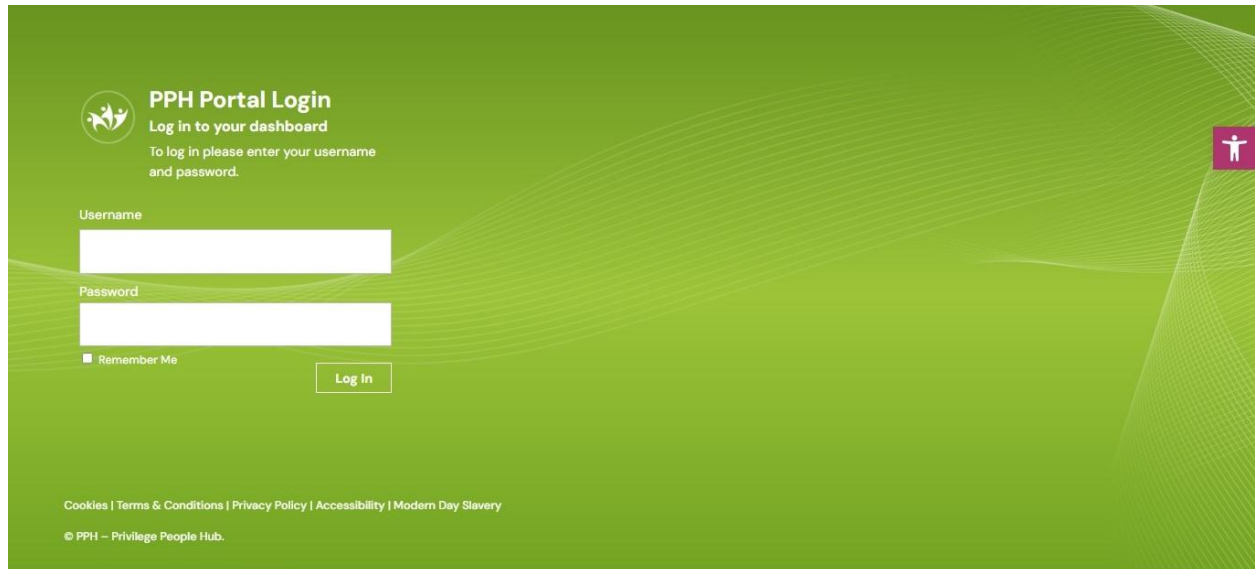 PPH Portal Login
Log in to your dashboard
To log in please enter your username
and password.
Username
Password
Remember Me
Log In
Cookies | Terms & Conditions | Privacy Policy | Accessibility | Modern Day Slavery
© PPH – Privilege People Hub.